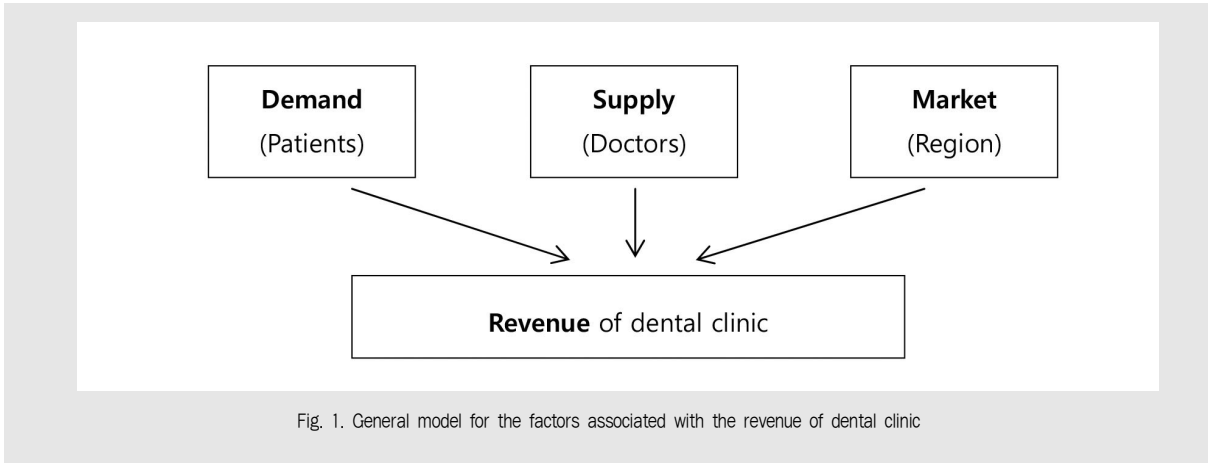 Demand
(Patients)
Supply
(Doctors)
Market
(Region)
Revenue of dental clinic
Fig. 1. General model for the factors associated with the revenue of dental clinic